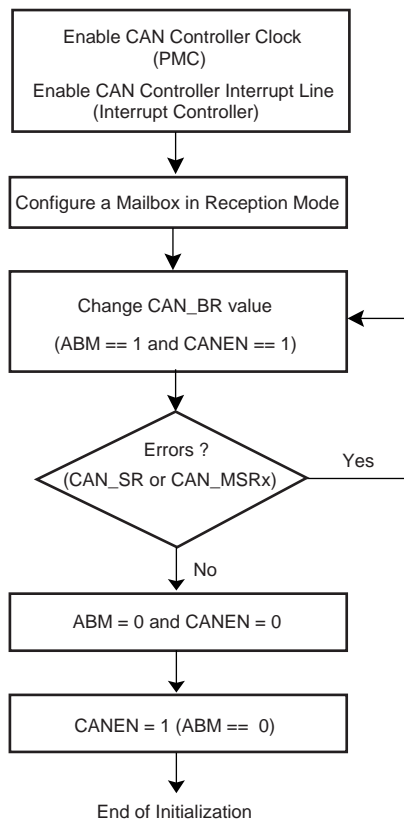 Enable CAN Controller Clock
(PMC)
Enable CAN Controller Interrupt Line
(Interrupt Controller)
Configure a Mailbox in Reception Mode
Change CAN_BR value
(ABM == 1 and CANEN == 1)
Errors ?
(CAN_SR or CAN_MSRx)
Yes
No
ABM = 0 and CANEN = 0
CANEN = 1 (ABM == 0)
End of Initialization